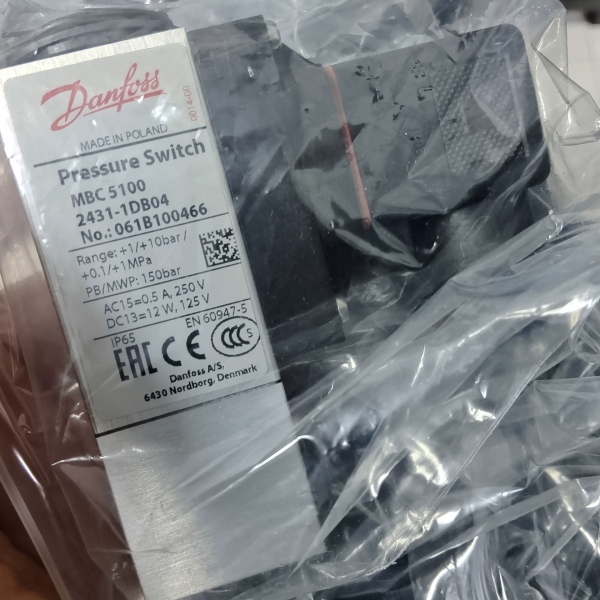 Danfoss
0014-00
MADE IN POLAND
Pressure Switch
MBC 5100
2431-1DB04
No.: 061B100466
Range: +1/+10bar/
+0.1/+1MPa
PB/MWP: 150bar
AC15=0.5 A, 250 V
DC13=12 W, 125 V
IP65 EN 60947-5
EAC CE CCC S
Danfoss A/S,
6430 Nordborg, Denmark